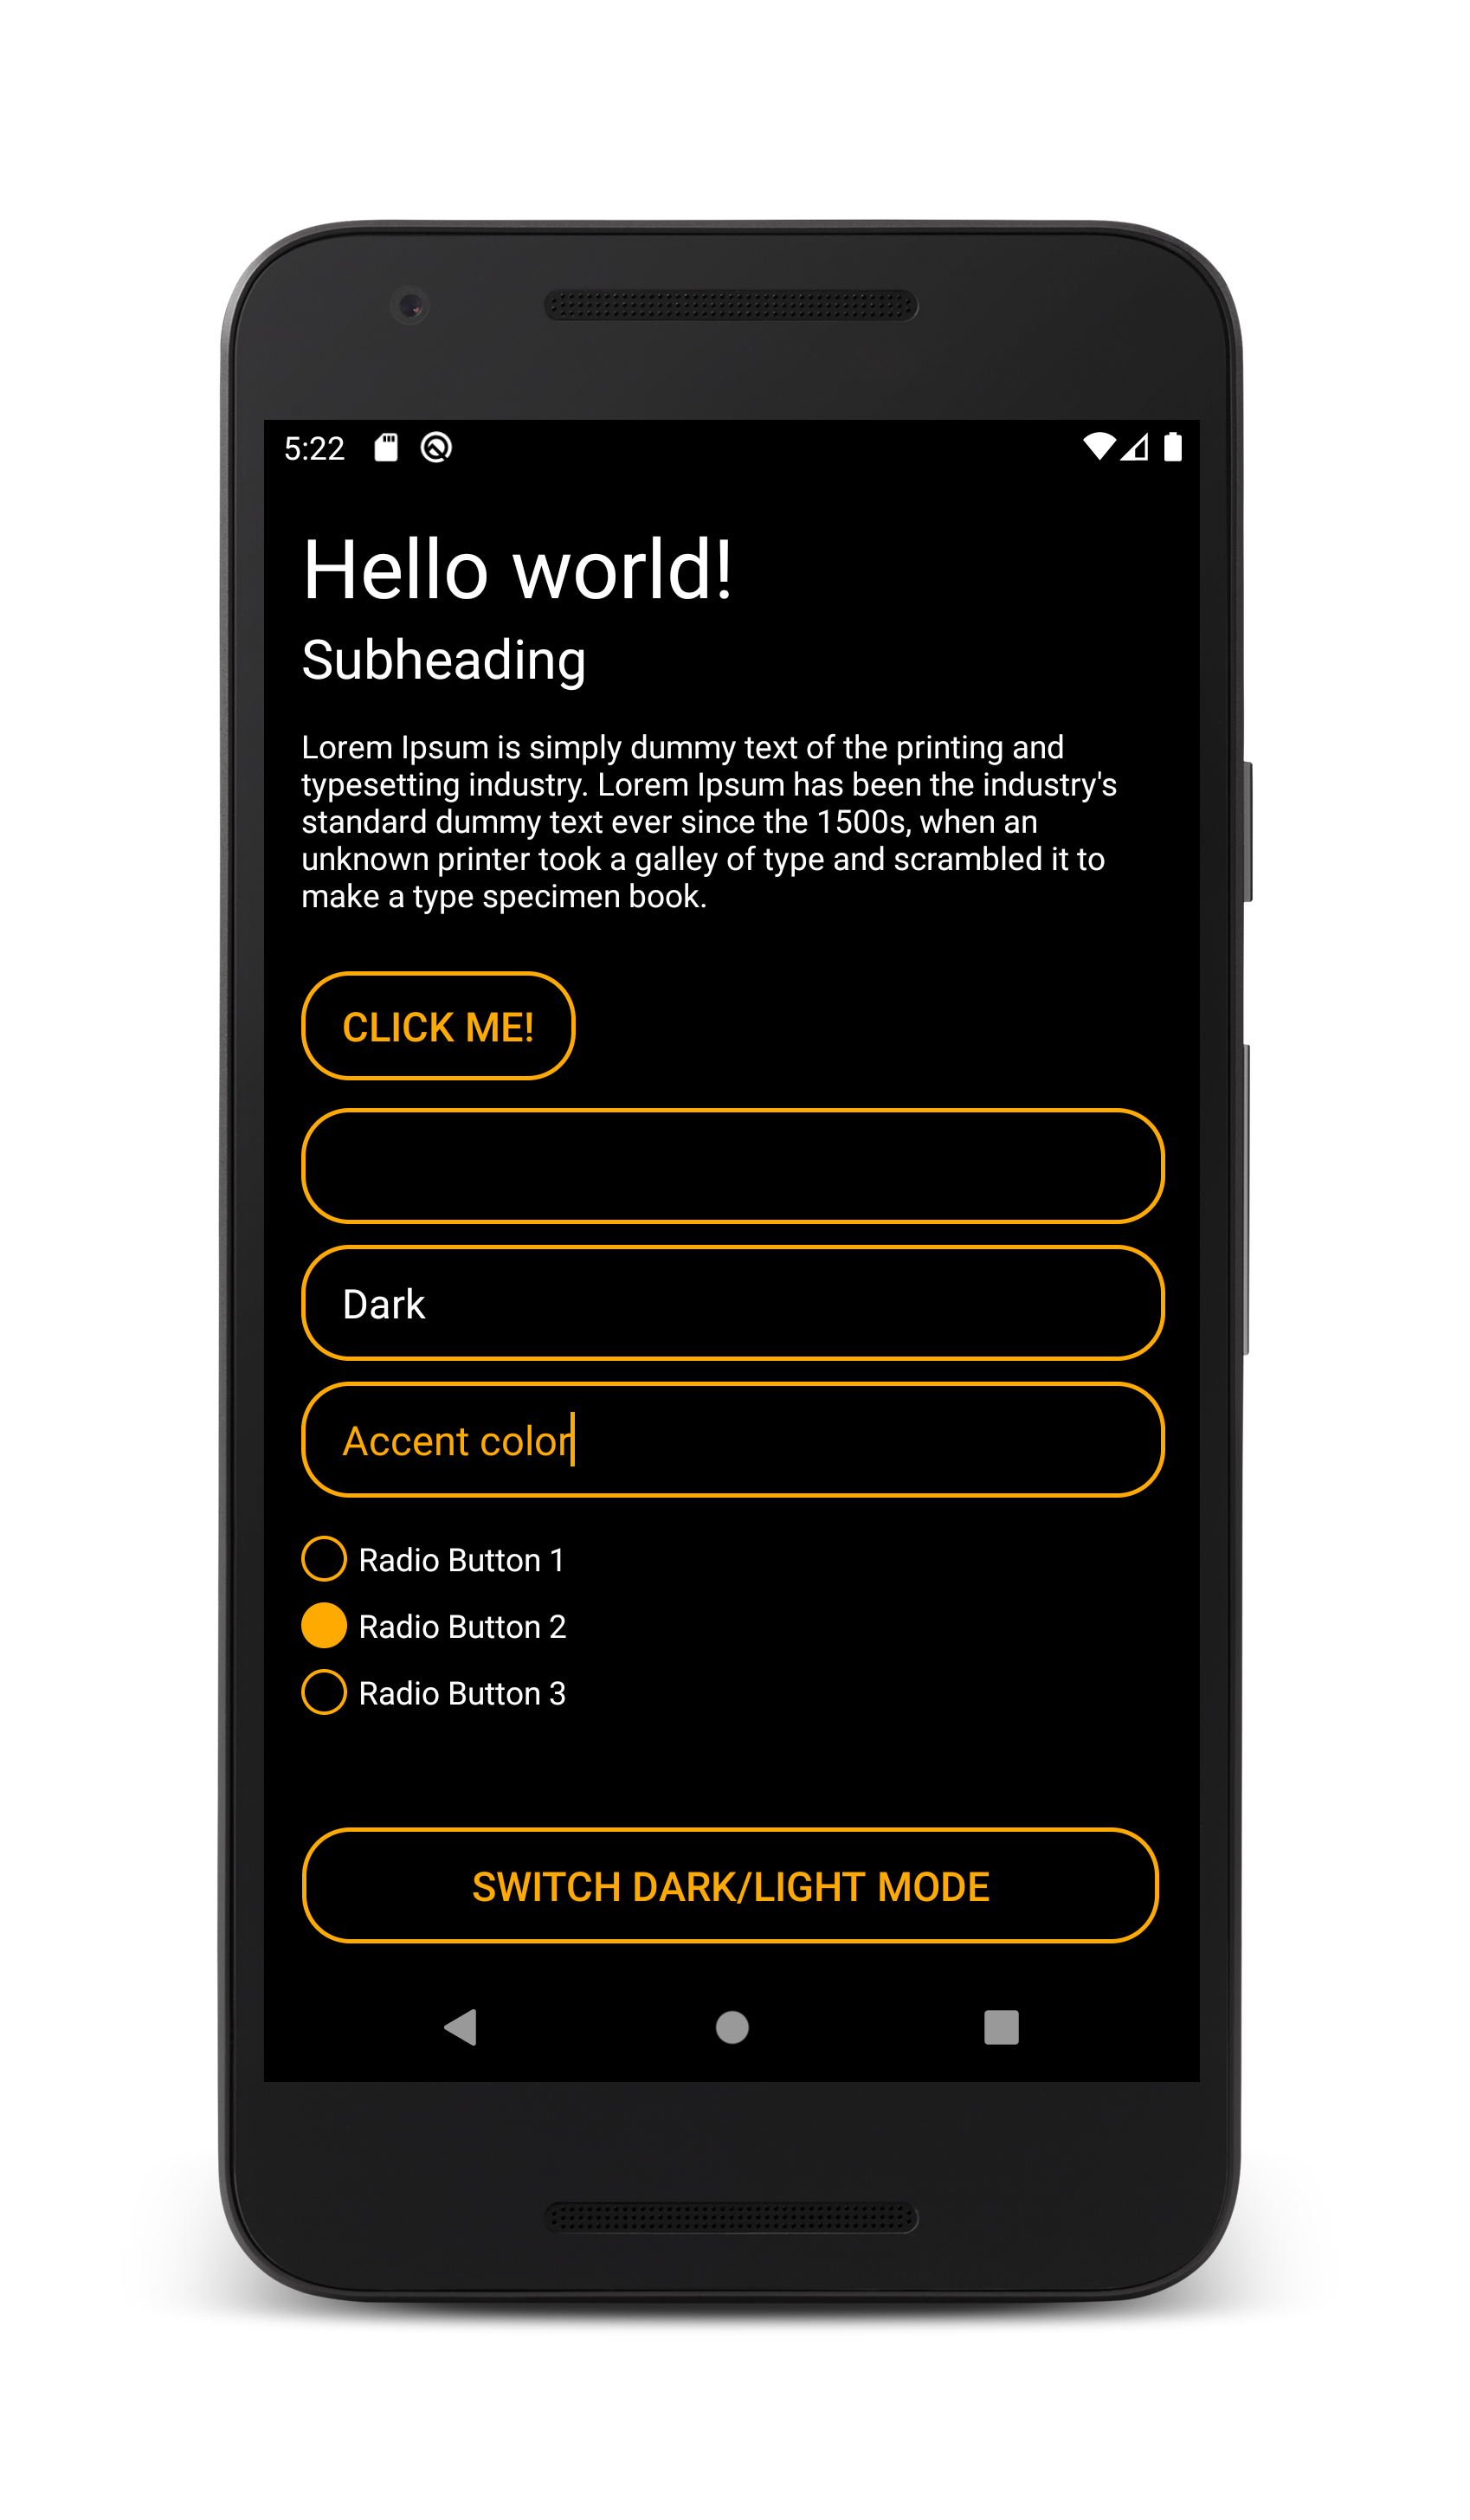 5:22
Hello world!
Subheading
Lorem Ipsum is simply dummy text of the printing and
typesetting industry. Lorem Ipsum has been the industry's
standard dummy text ever since the 1500s, when an
unknown printer took a galley of type and scrambled it to
make a type specimen book.
CLICK ME!
Dark
Accent color
Radio Button 1
Radio Button 2
Radio Button 3
SWITCH DARK/LIGHT MODE